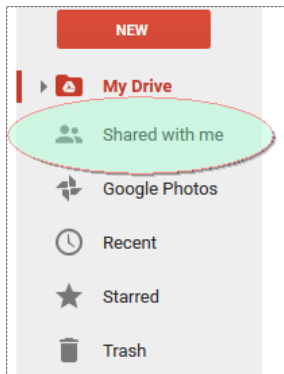 NEW
My Drive
Shared with me
Google Photos
Recent
Starred
Trash